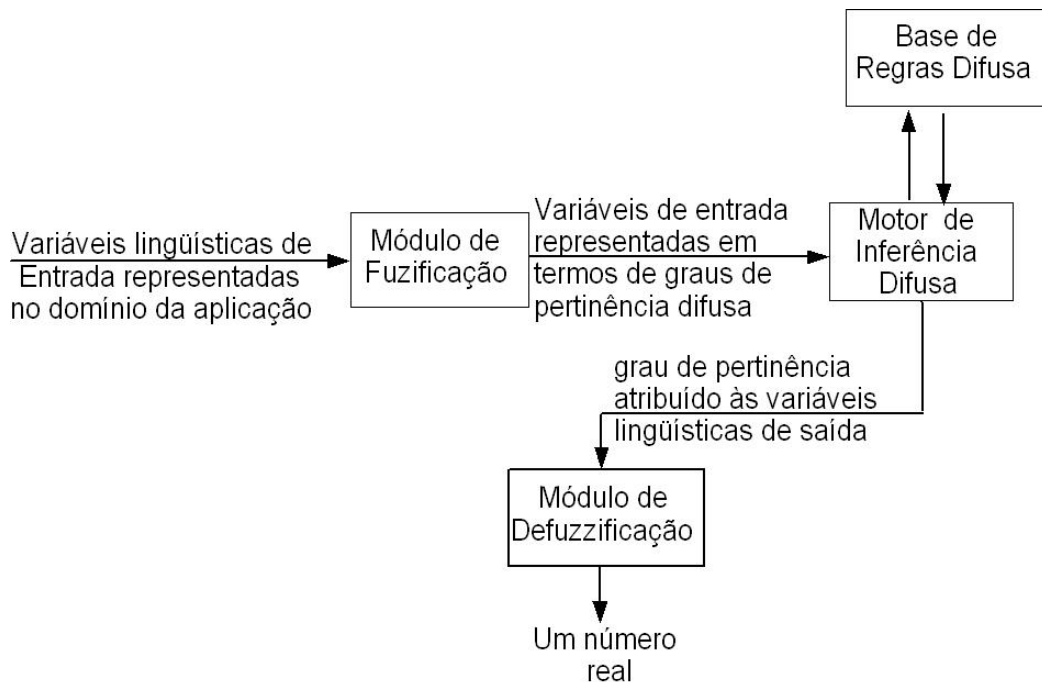 Base de
Regras Difusa
Variáveis lingüísticas de
Entrada representadas
no domínio da aplicação
Módulo de
Fuzificação
Variáveis de entrada
representadas em
termos de graus de
pertinência difusa
Motor de
Inferência
Difusa
grau de pertinência
atribuído às variáveis
lingüísticas de saída
Módulo de
Defuzzificação
Um número
real